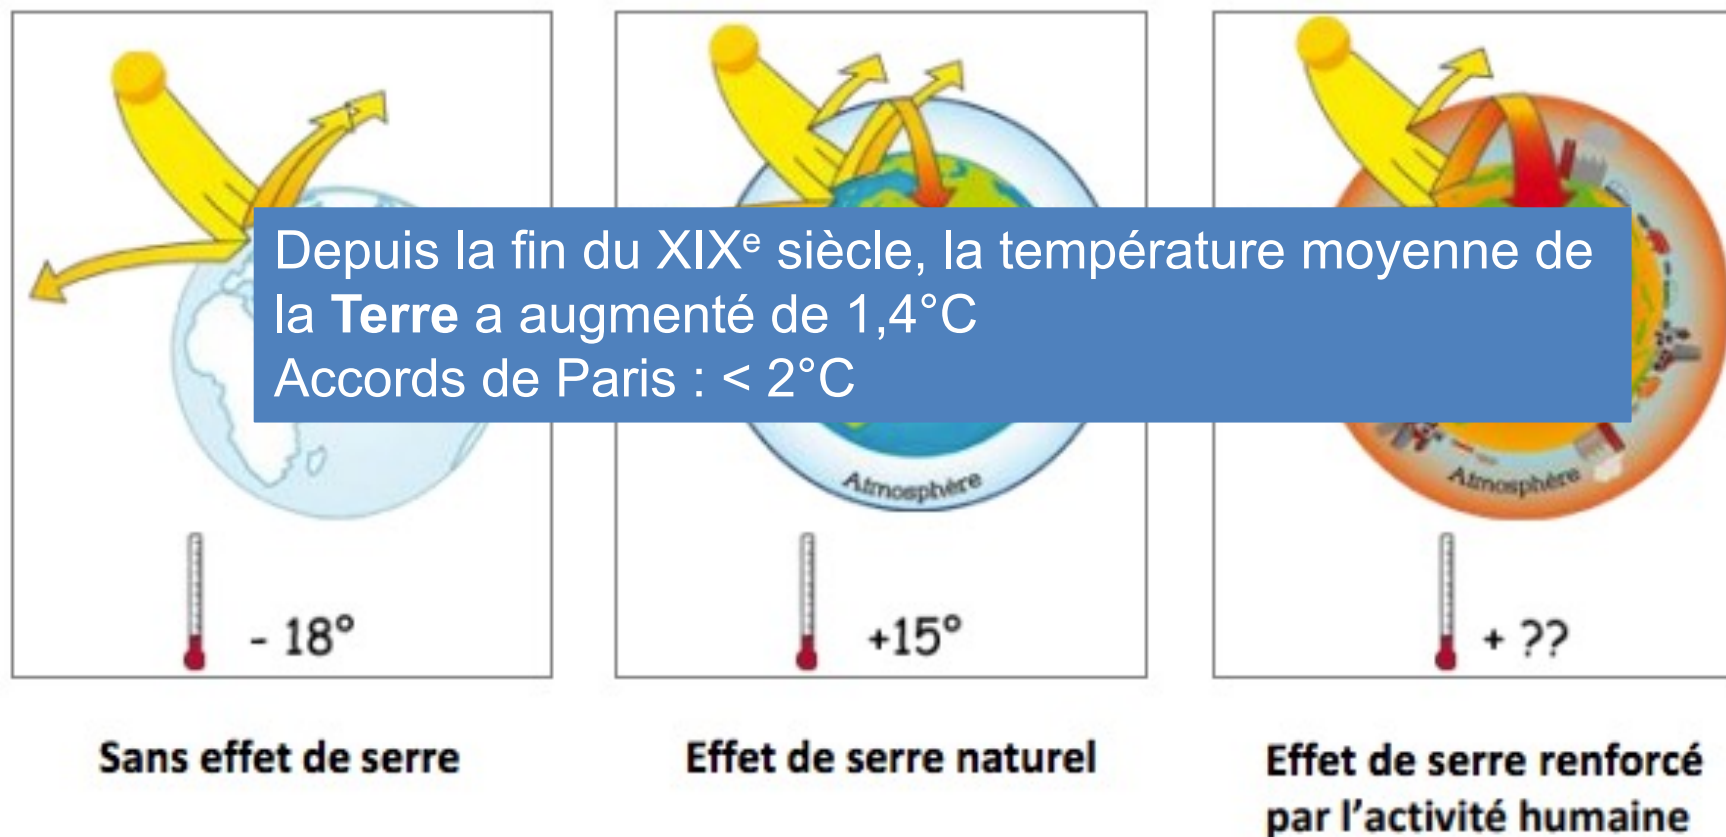 Depuis la fin du XIXᵉ siècle, la température moyenne de
la Terre a augmenté de 1,4°C
Accords de Paris : < 2°C
Atmosphère
Atmosphère
- 18°
+15°
+ ??
Sans effet de serre
Effet de serre naturel
Effet de serre renforcé
par l’activité humaine